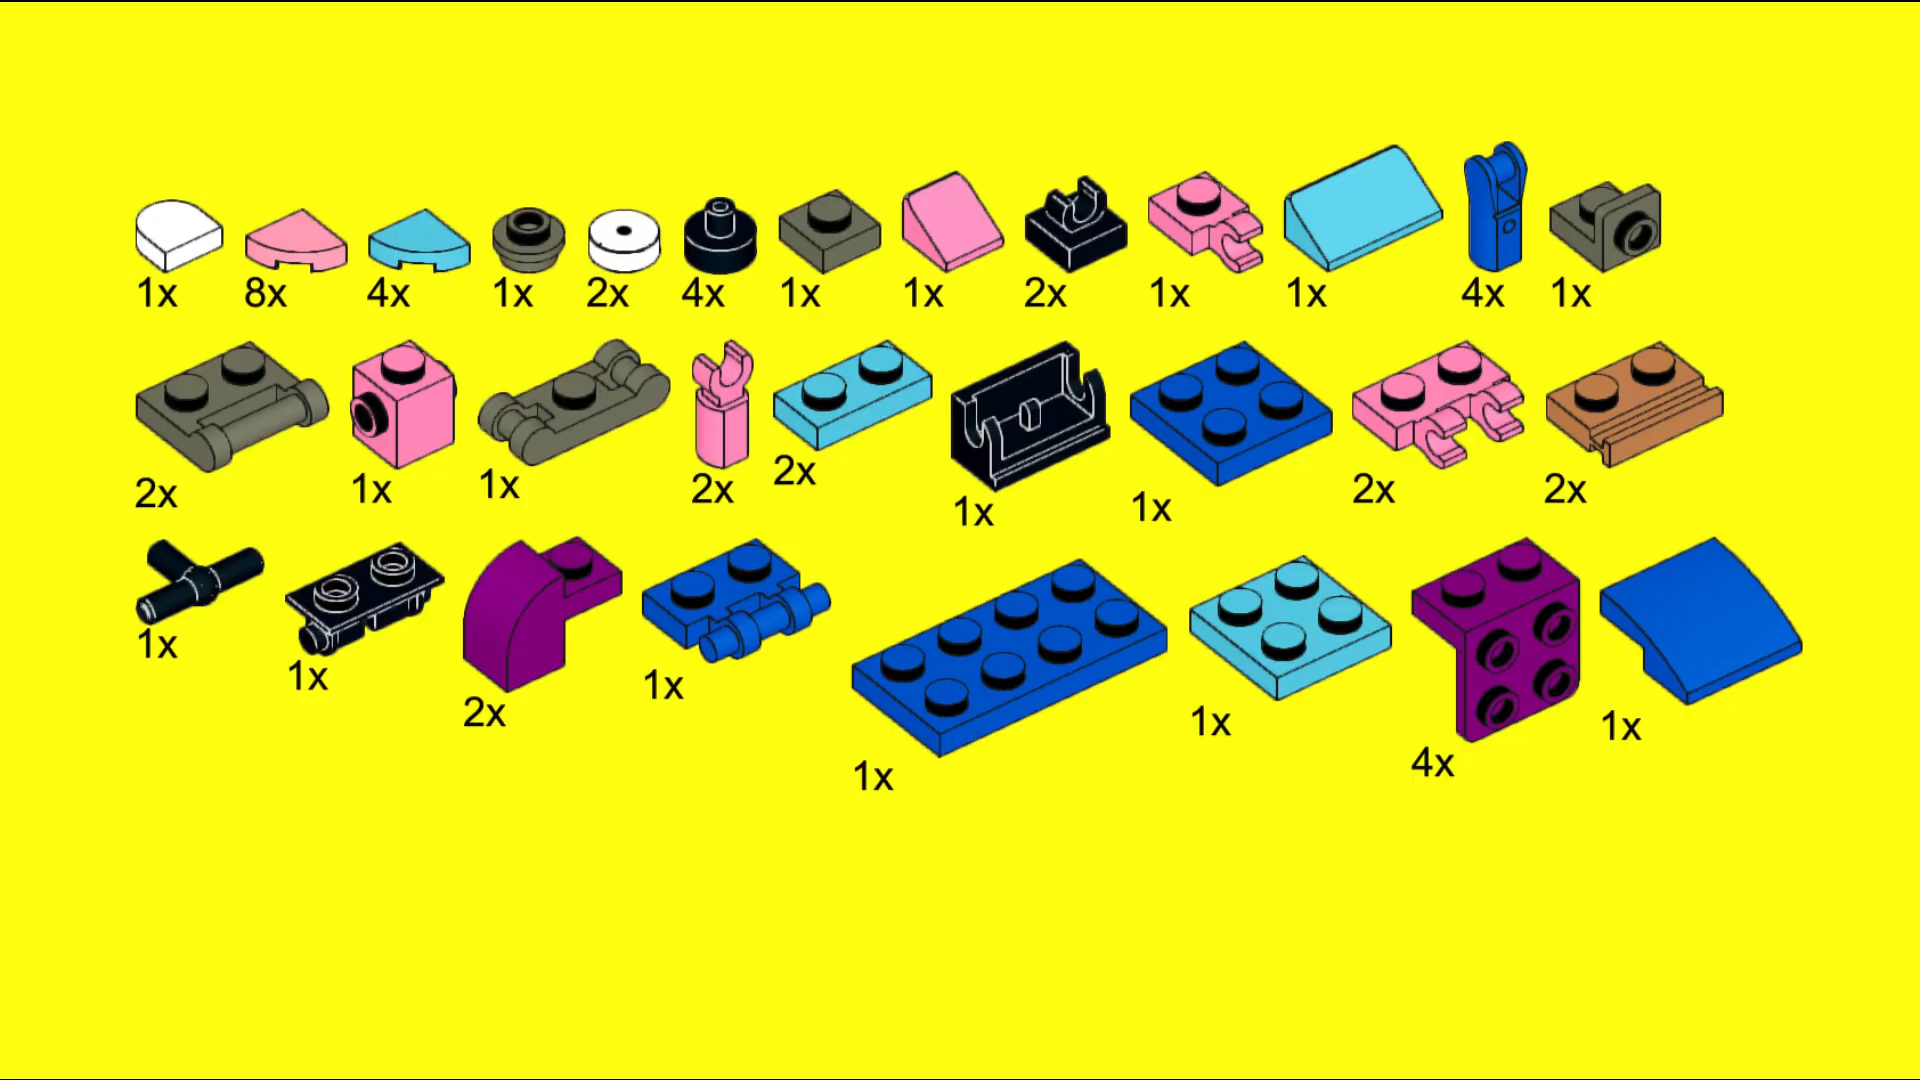 1x 8x 4x 1x 2x 4x 1x 1x 2x 1x 1x 4x 1x
2x 1x 1x 2x 2x 1x 1x 2x 2x
1x 1x 2x 1x 1x 1x 4x 1x